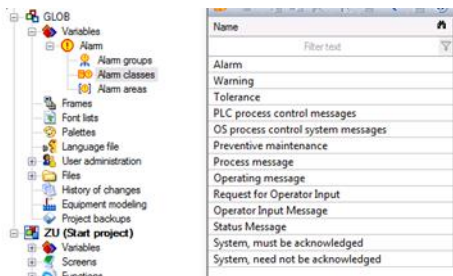 GLOB
Variables
Alarm
Alarm groups
Alarm classes
Alarm areas
Frames
Font lists
Palettes
Language file
User administration
Files
History of changes
Equipment modeling
Project backups
ZU (Start project)
Variables
Screens
Functions
Name
Filter text
Alarm
Warning
Tolerance
PLC process control messages
OS process control system messages
Preventive maintenance
Process message
Operating message
Request for Operator Input
Operator Input Message
Status Message
System, must be acknowledged
System, need not be acknowledged